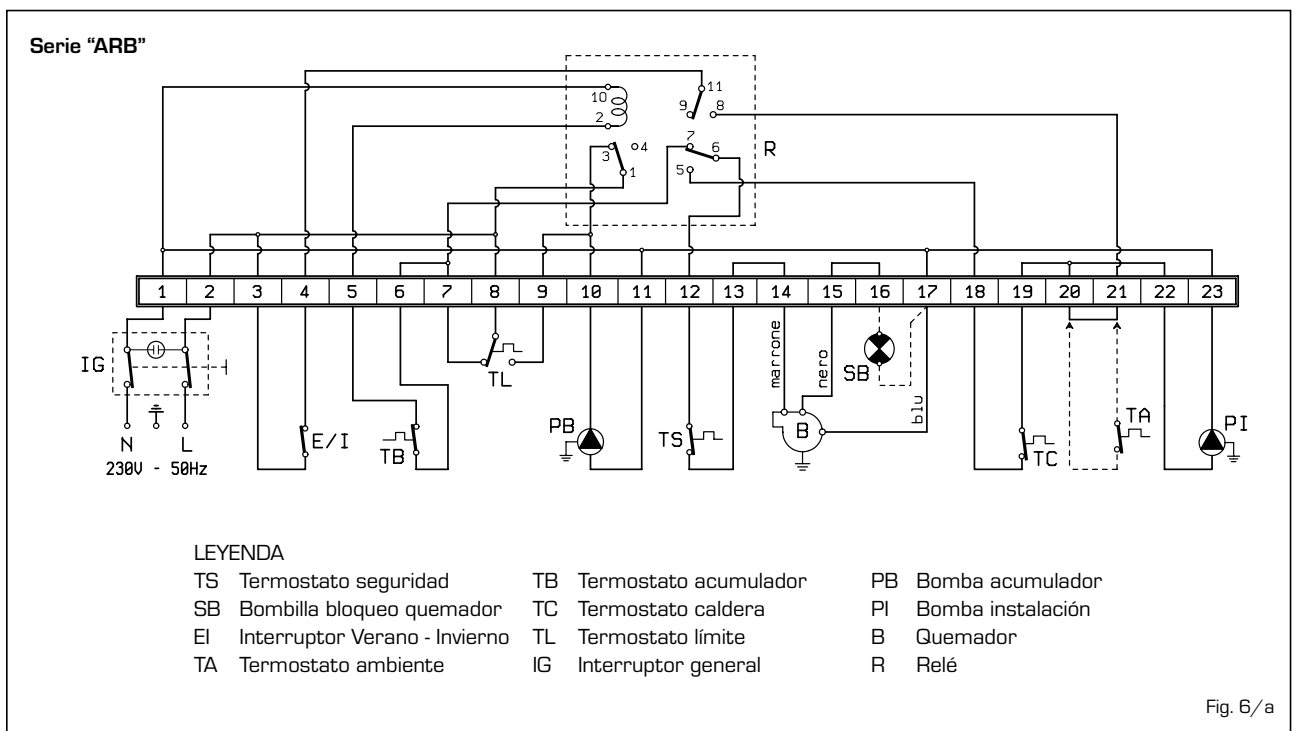 Serie “ARB”
11
10
9
8
2
7
3
4
6
R
1
5
1 2 3 4 5 6 7 8 9 10 11 12 13 14 15 16 17 18 19 20 21 22 23
marrone
nero
blu
IG
TL
SB
E/I
TB
PB
TS
B
TC
TA
PI
N L
230V - 50Hz
LEYENDA
TS Termostato seguridad TB Termostato acumulador PB Bomba acumulador
SB Bombilla bloqueo quemador TC Termostato caldera PI Bomba instalación
EI Interruptor Verano - Invierno TL Termostato límite B Quemador
TA Termostato ambiente IG Interruptor general R Relé
Fig. 6/a